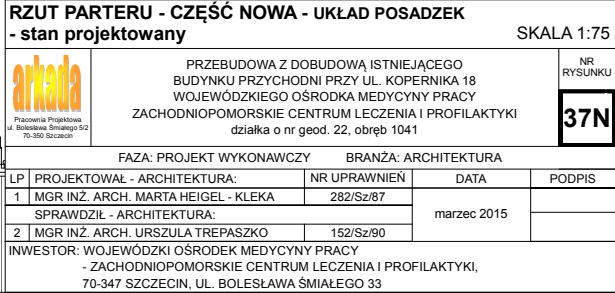 RZUT PARTERU - CZĘŚĆ NOWA - UKŁAD POSADZEK
- stan projektowany SKALA 1:75
arkada
Pracownia Projektowa
ul. Bolesława Śmiałego 5/2
70-350 Szczecin
PRZEBUDOWA Z DOBUDOWĄ ISTNIEJĄCEGO
BUDYNKU PRZYCHODNI PRZY UL. KOPERNIKA 18
WOJEWÓDZKIEGO OŚRODKA MEDYCYNY PRACY
ZACHODNIOPOMORSKIE CENTRUM LECZENIA I PROFILAKTYKI
działka o nr geod. 22, obręb 1041
NR
RYSUNKU
37N
FAZA: PROJEKT WYKONAWCZY BRANŻA: ARCHITEKTURA
LP PROJEKTOWAŁ - ARCHITEKTURA: NR UPRAWNIEŃ DATA PODPIS
1 MGR INŻ. ARCH. MARTA HEIGEL - KLEKA 282/Sz/87
SPRAWDZIŁ - ARCHITEKTURA: marzec 2015
2 MGR INŻ. ARCH. URSZULA TREPASZKO 152/Sz/90
INWESTOR: WOJEWÓDZKI OŚRODEK MEDYCYNY PRACY
- ZACHODNIOPOMORSKIE CENTRUM LECZENIA I PROFILAKTYKI,
70-347 SZCZECIN, UL. BOLESŁAWA ŚMIAŁEGO 33